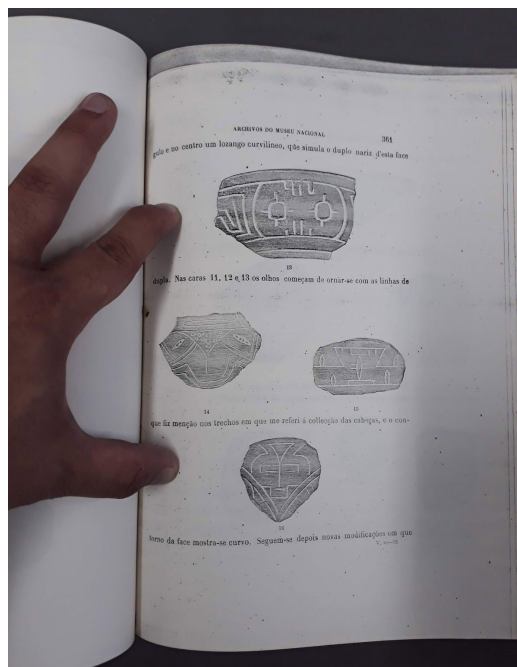 ARCHIVOS DO MUSEU NACIONAL 361
gulo e no centro um lozango curvilineo, que simula o duplo nariz d'esta face
13
dupla. Nas caras 11, 12 e 13 os olhos começam de ornar-se com as linhas de
14 15
que fiz menção nos trechos em que me referi á collecção das cabeças, e o con-
16
torno da face mostra-se curvo. Seguem-se depois novas modificações em que